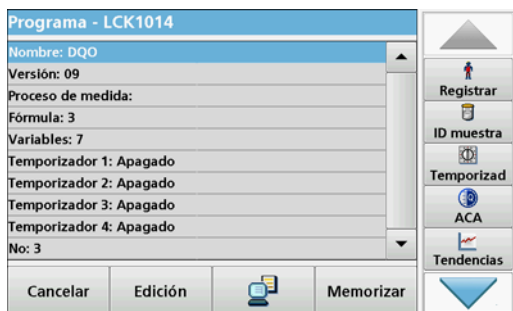 Programa - LCK1014
Nombre: DQO
Versión: 09
Proceso de medida:
Fórmula: 3
Variables: 7
Temporizador 1: Apagado
Temporizador 2: Apagado
Temporizador 3: Apagado
Temporizador 4: Apagado
No: 3
Cancelar
Edición
Memorizar
Registrar
ID muestra
Temporizad
ACA
Tendencias